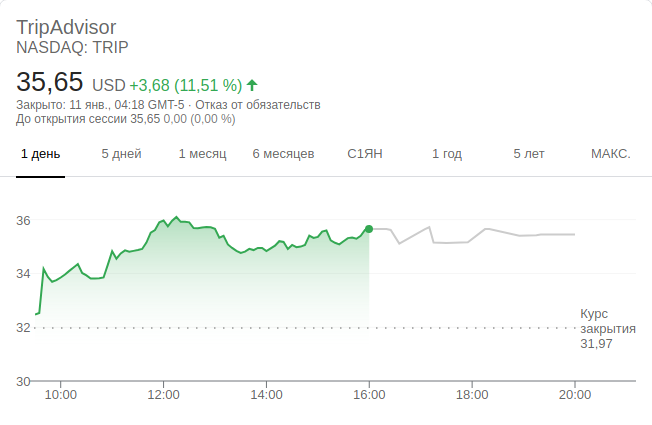 TripAdvisor
NASDAQ: TRIP
35,65 USD +3,68 (11,51 %)
Закрыто: 11 янв., 04:18 GMT-5 · Отказ от обязательств
До открытия сессии 35,65 0,00 (0,00 %)
1 день 5 дней 1 месяц 6 месяцев С1ЯН 1 год 5 лет МАКС.
36
34
Курс
32 закрытия
31,97
30
10:00 12:00 14:00 16:00 18:00 20:00